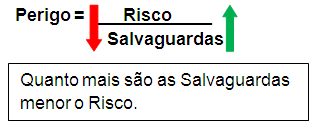 Perigo = Risco
Salvaguardas
Quanto mais são as Salvaguardas
menor o Risco.